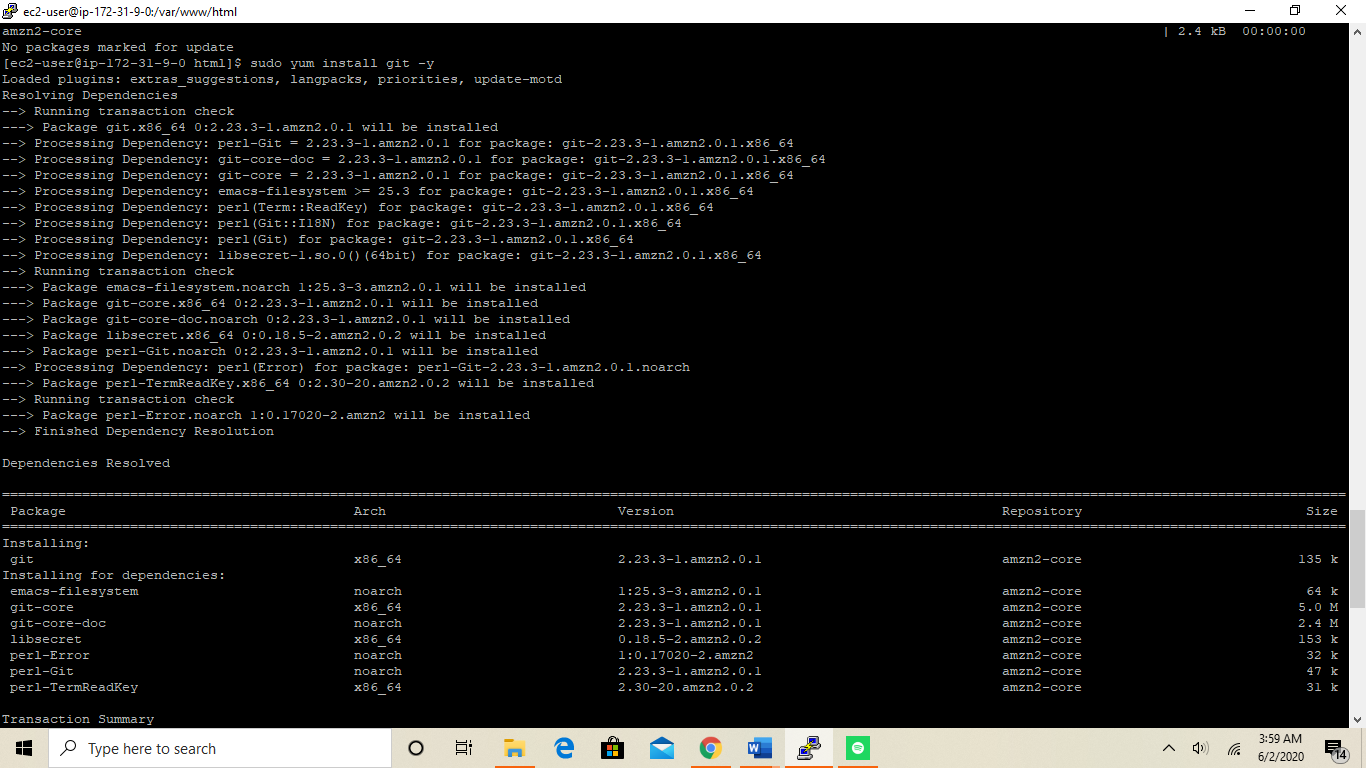 ec2-user@ip-172-31-9-0:/var/www/html
amzn2-core | 2.4 kB 00:00:00
No packages marked for update
[ec2-user@ip-172-31-9-0 html]$ sudo yum install git -y
Loaded plugins: extras_suggestions, langpacks, priorities, update-motd
Resolving Dependencies
--> Running transaction check
---> Package git.x86_64 0:2.23.3-1.amzn2.0.1 will be installed
--> Processing Dependency: perl-Git = 2.23.3-1.amzn2.0.1 for package: git-2.23.3-1.amzn2.0.1.x86_64
--> Processing Dependency: git-core-doc = 2.23.3-1.amzn2.0.1 for package: git-2.23.3-1.amzn2.0.1.x86_64
--> Processing Dependency: git-core = 2.23.3-1.amzn2.0.1 for package: git-2.23.3-1.amzn2.0.1.x86_64
--> Processing Dependency: emacs-filesystem >= 25.3 for package: git-2.23.3-1.amzn2.0.1.x86_64
--> Processing Dependency: perl(Term::ReadKey) for package: git-2.23.3-1.amzn2.0.1.x86_64
--> Processing Dependency: perl(Git::I18N) for package: git-2.23.3-1.amzn2.0.1.x86_64
--> Processing Dependency: perl(Git) for package: git-2.23.3-1.amzn2.0.1.x86_64
--> Processing Dependency: libsecret-1.so.0()(64bit) for package: git-2.23.3-1.amzn2.0.1.x86_64
--> Running transaction check
---> Package emacs-filesystem.noarch 1:25.3-3.amzn2.0.1 will be installed
---> Package git-core.x86_64 0:2.23.3-1.amzn2.0.1 will be installed
---> Package git-core-doc.noarch 0:2.23.3-1.amzn2.0.1 will be installed
---> Package libsecret.x86_64 0:0.18.5-2.amzn2.0.2 will be installed
---> Package perl-Git.noarch 0:2.23.3-1.amzn2.0.1 will be installed
--> Processing Dependency: perl(Error) for package: perl-Git-2.23.3-1.amzn2.0.1.noarch
---> Package perl-TermReadKey.x86_64 0:2.30-20.amzn2.0.2 will be installed
--> Running transaction check
---> Package perl-Error.noarch 1:0.17020-2.amzn2 will be installed
--> Finished Dependency Resolution
Dependencies Resolved
Package Arch Version Repository Size
Installing:
git x86_64 2.23.3-1.amzn2.0.1 amzn2-core 135 k
Installing for dependencies:
emacs-filesystem noarch 1:25.3-3.amzn2.0.1 amzn2-core 64 k
git-core x86_64 2.23.3-1.amzn2.0.1 amzn2-core 5.0 M
git-core-doc noarch 2.23.3-1.amzn2.0.1 amzn2-core 2.4 M
libsecret x86_64 0.18.5-2.amzn2.0.2 amzn2-core 153 k
perl-Error noarch 1:0.17020-2.amzn2 amzn2-core 32 k
perl-Git noarch 2.23.3-1.amzn2.0.1 amzn2-core 47 k
perl-TermReadKey x86_64 2.30-20.amzn2.0.2 amzn2-core 31 k
Transaction Summary
Type here to search
3:59 AM
6/2/2020
14